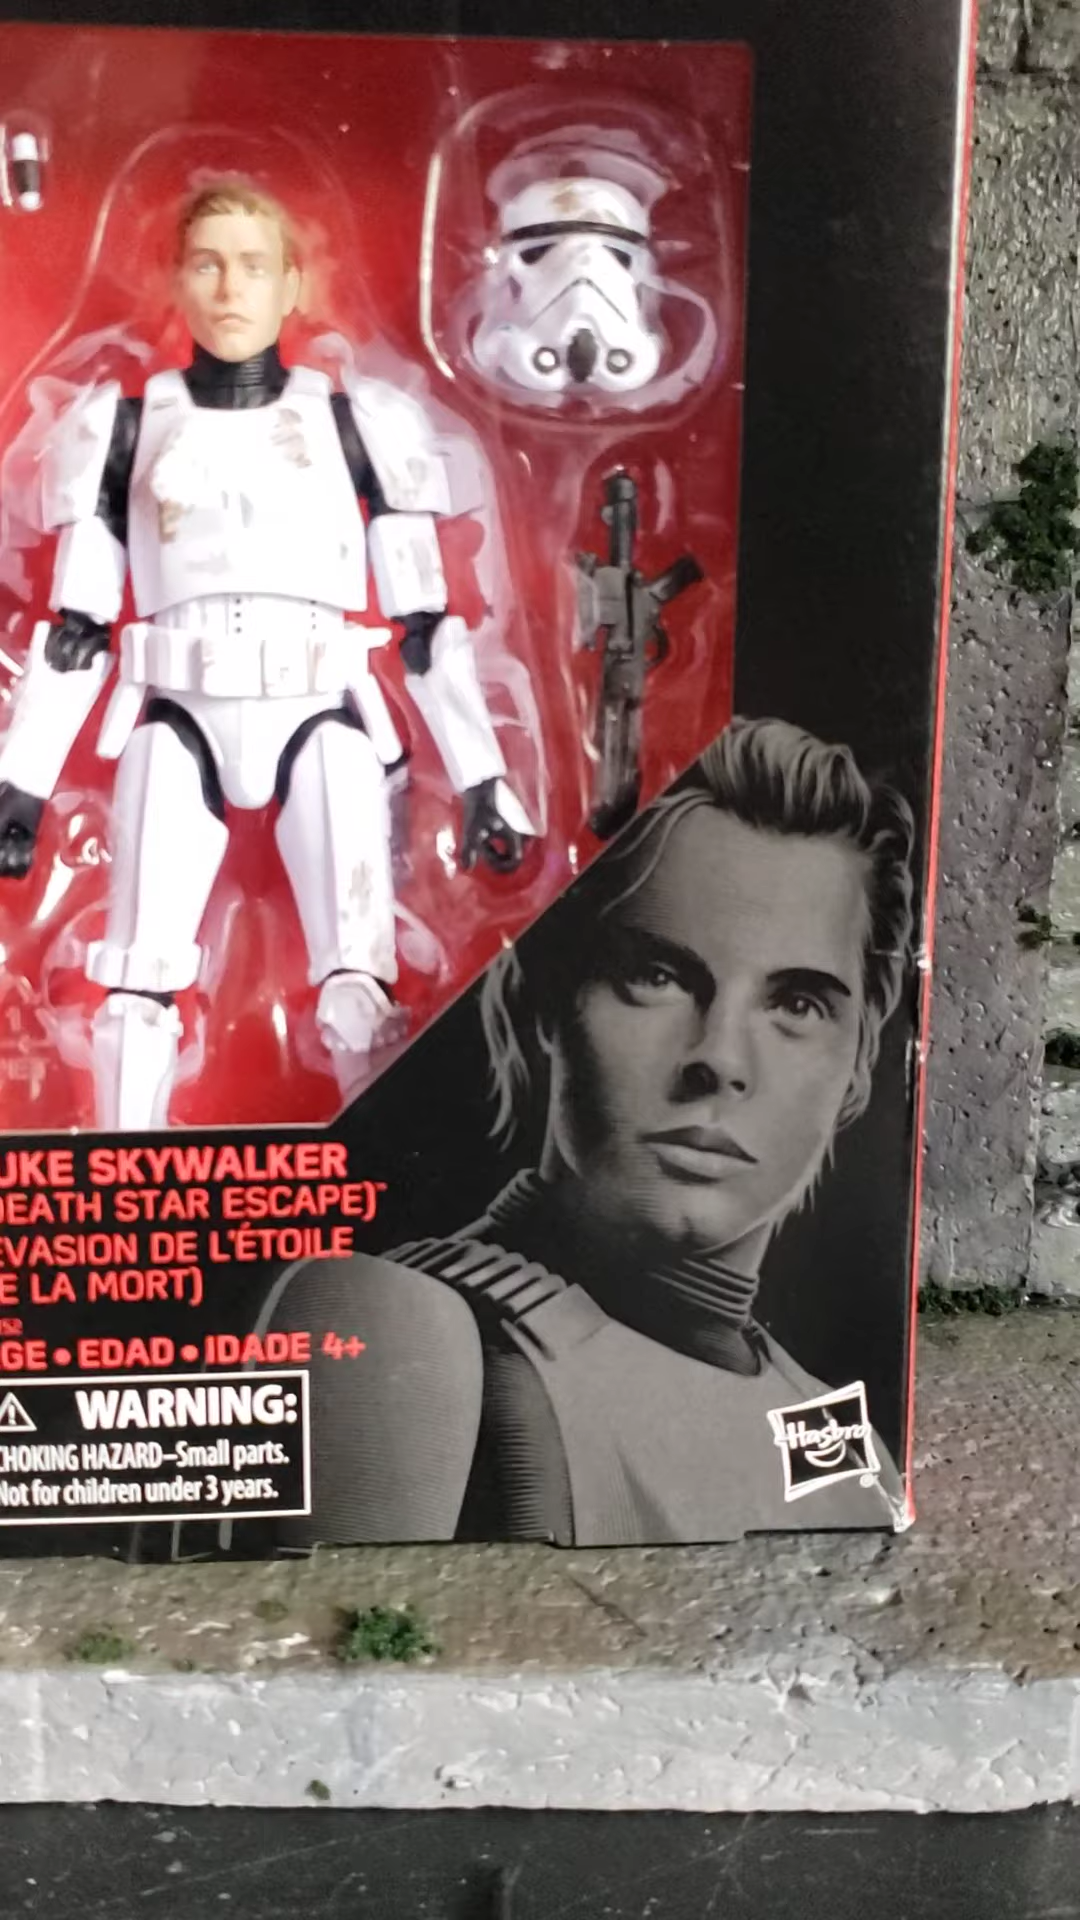 UKE SKYWALKER
DEATH STAR ESCAPE)™
EVASION DE L'ÉTOILE
E LA MORT)
GE • EDAD • IDADE 4+
WARNING:
CHOKING HAZARD–Small parts.
Not for children under 3 years.
Hasbro
®